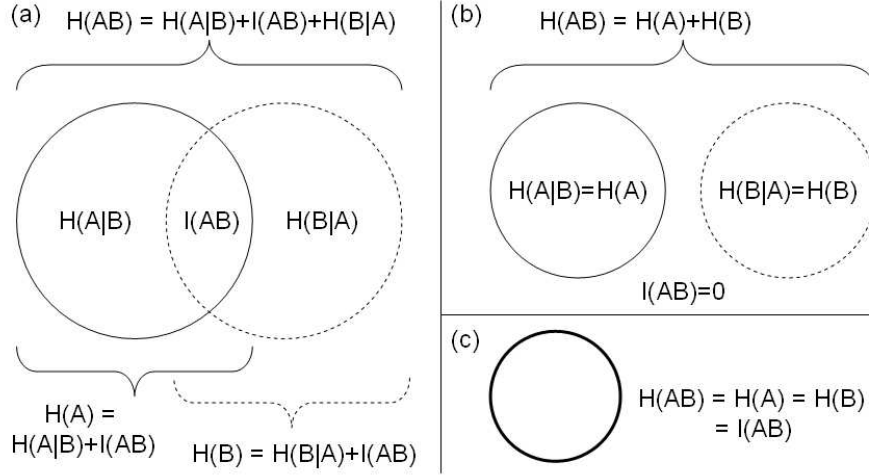 (a)
H(AB) = H(A|B)+I(AB)+H(B|A)
H(A|B)
I(AB)
H(B|A)
H(A) =
H(A|B)+I(AB)
H(B) = H(B|A)+I(AB)
(b)
H(AB) = H(A)+H(B)
H(A|B)=H(A)
H(B|A)=H(B)
I(AB)=0
(c)
H(AB) = H(A) = H(B)
= I(AB)